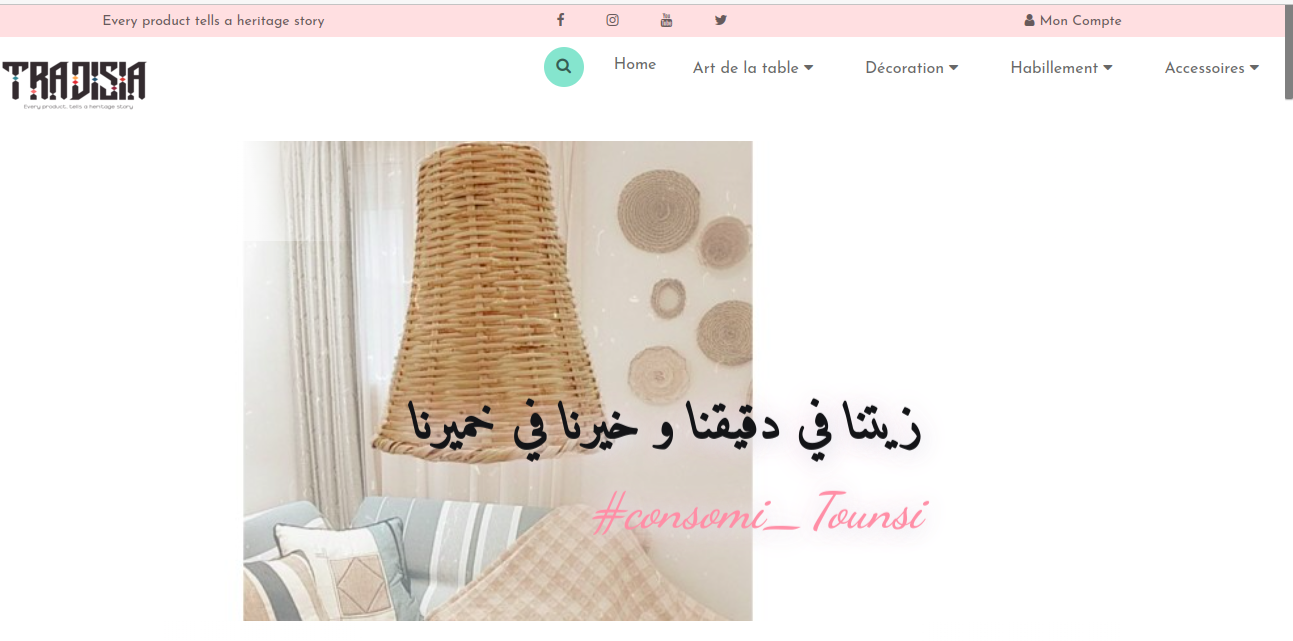 Every product tells a heritage story
Mon Compte
TRADISIA
Every product, tells a heritage story
Home
Art de la table
Décoration
Habillement
Accessoires
زيتنا في دقيقنا و خيرنا في خميرنا
#consomi_Tounsi